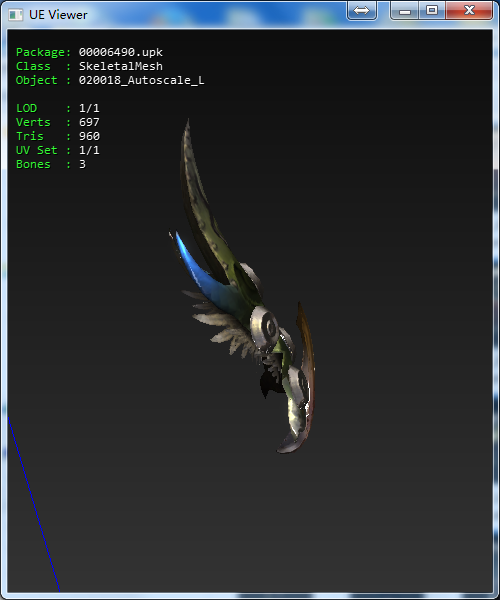 UE Viewer
Package: 00006490.upk
Class : SkeletalMesh
Object : 020018_Autoscale_L
LOD : 1/1
Verts : 697
Tris : 960
UV Set : 1/1
Bones : 3